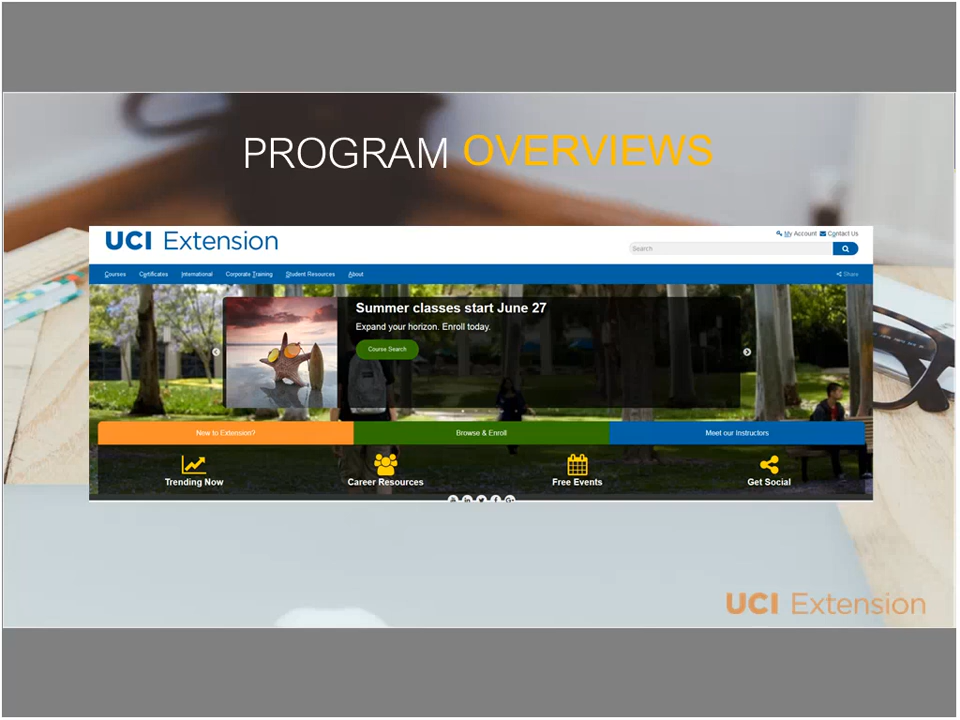 PROGRAM OVERVIEWS
UCI Extension
My Account Contact Us
Search
Courses Certificates International Corporate Training Student Resources About
Share
Summer classes start June 27
Expand your horizon. Enroll today.
Course Search
New to Extension? Browse & Enroll Meet our Instructors
Trending Now Career Resources Free Events Get Social
UCI Extension